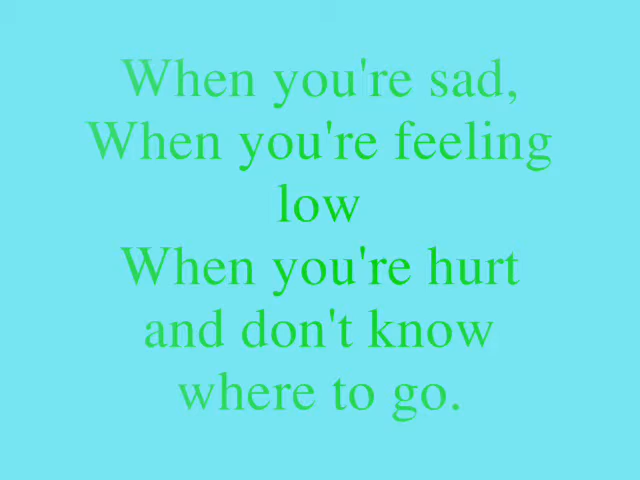 When you're sad,
When you're feeling
low
When you're hurt
and don't know
where to go.